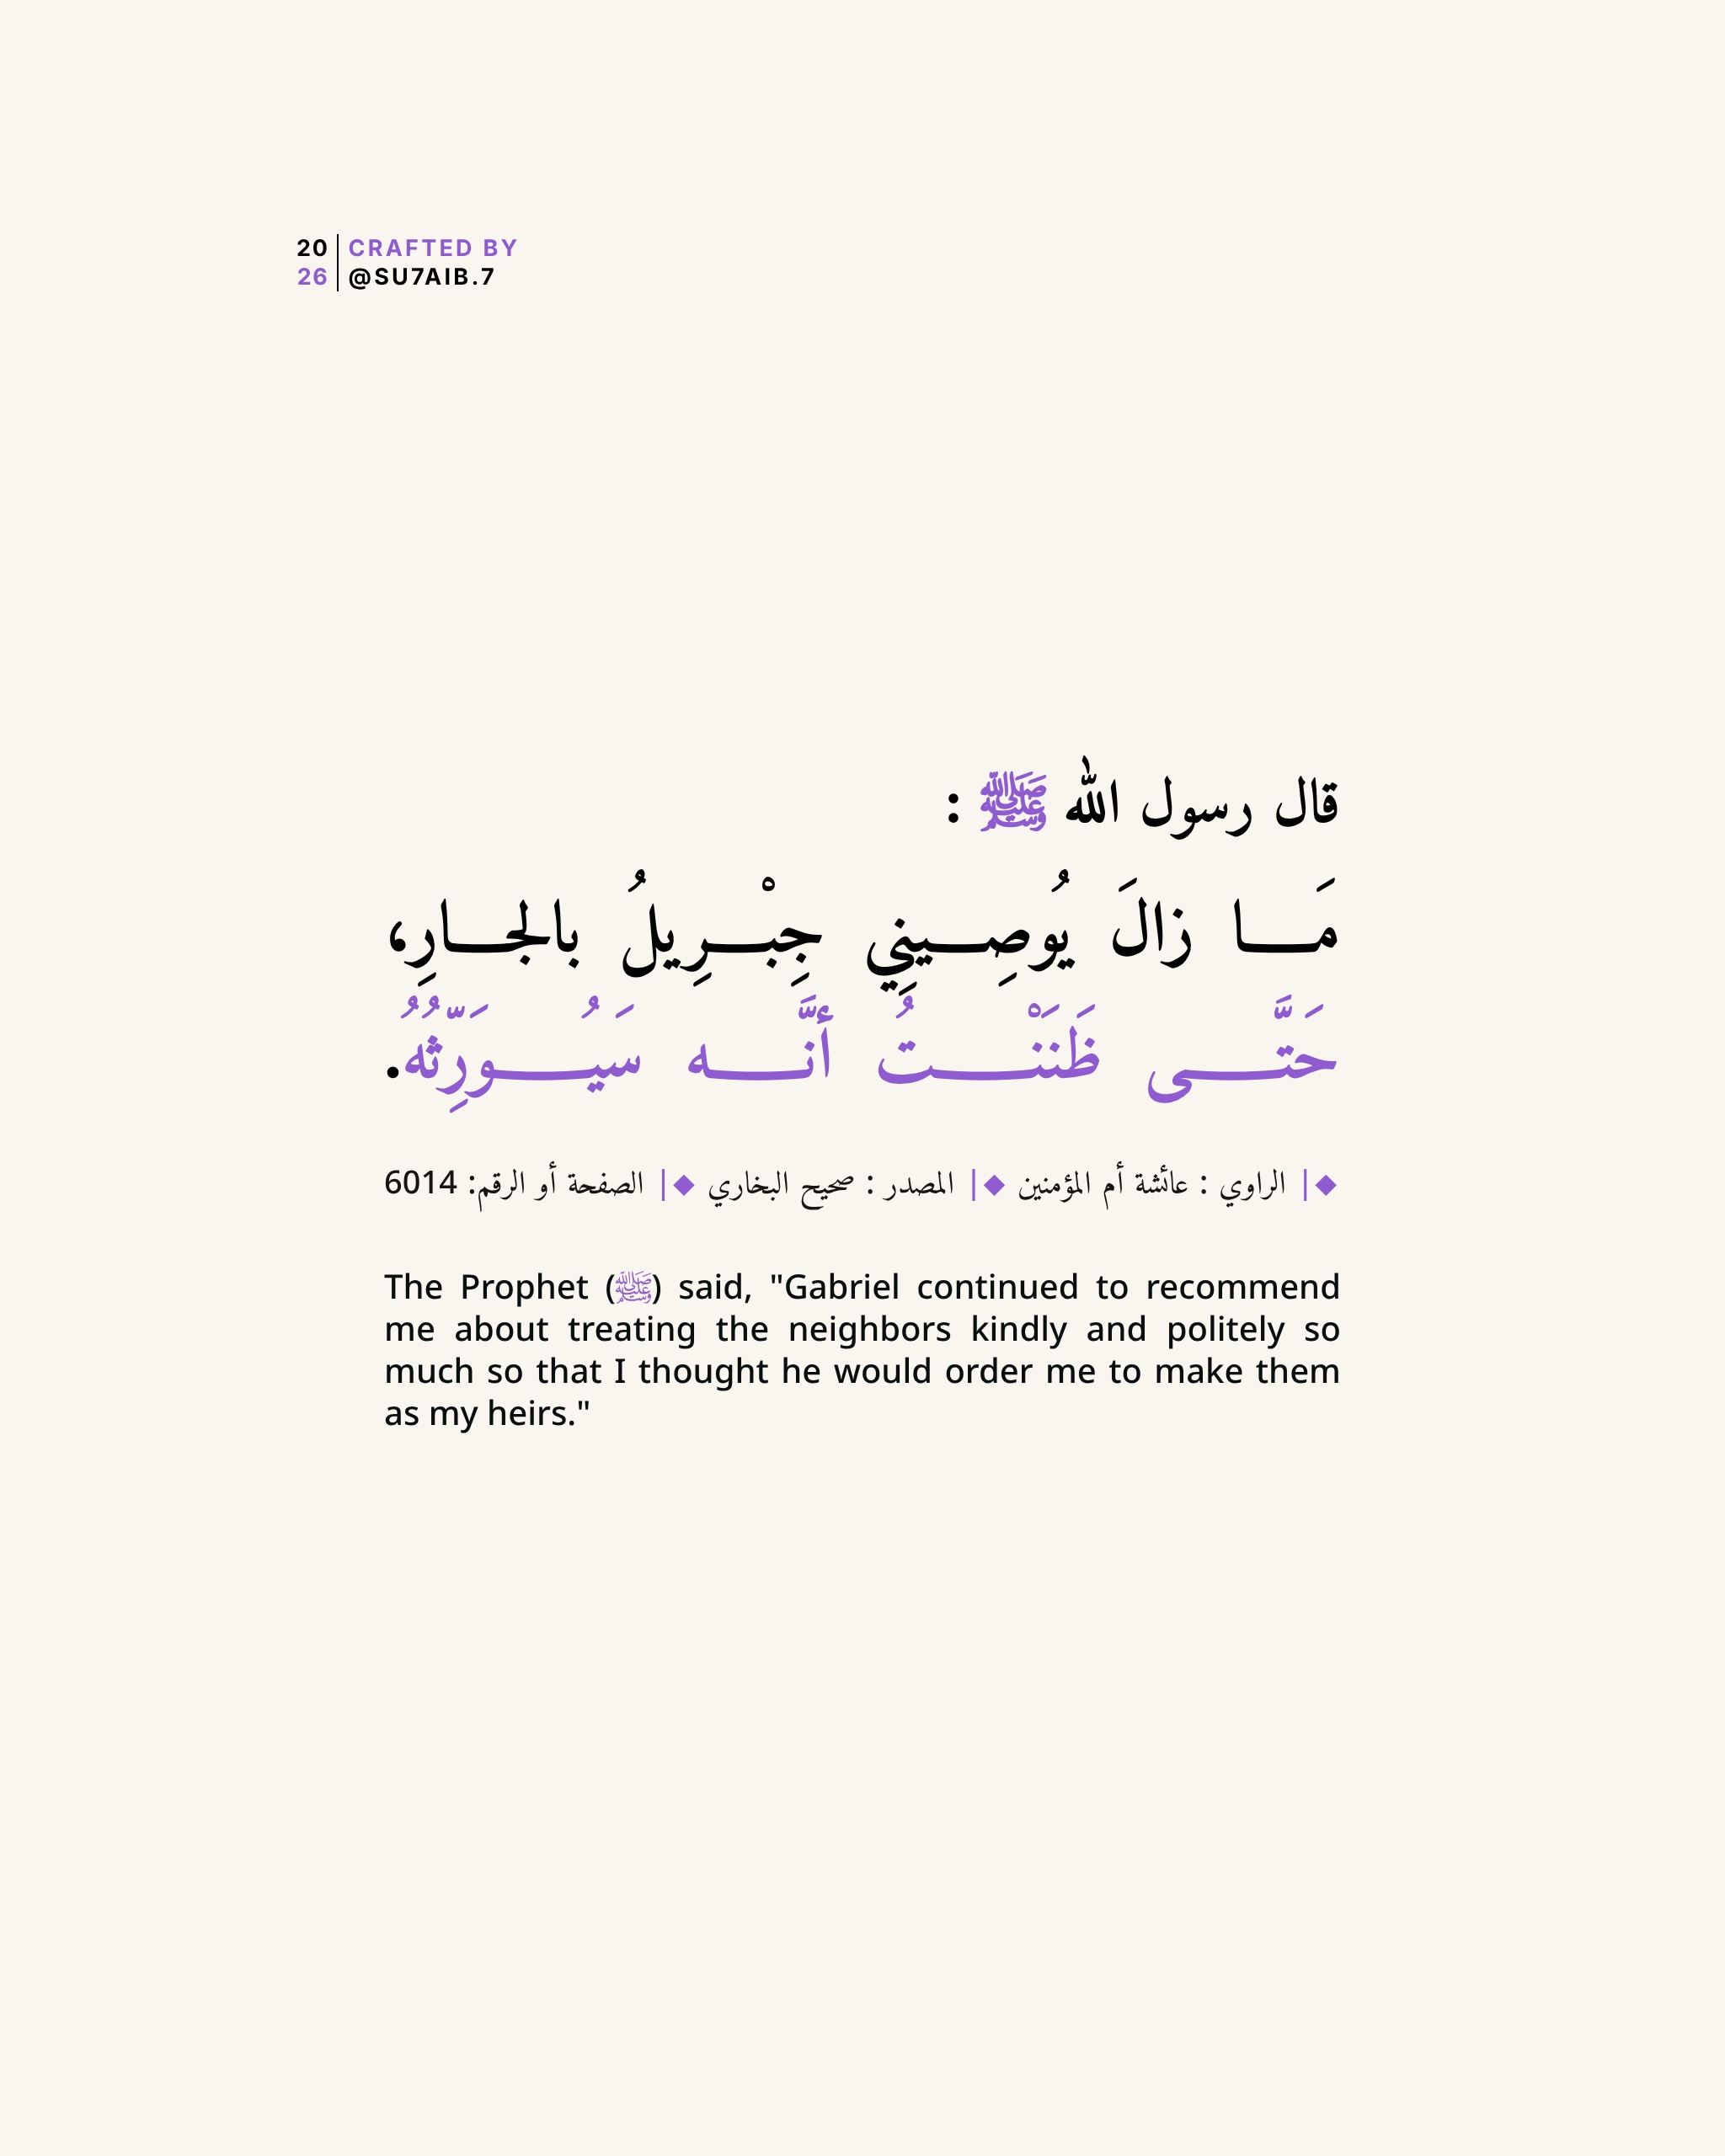 20 CRAFTED BY
26 @SU7AIB.7
قال رسول الله ﷺ :
مَـــا زالَ يُوصِـــينِي جِبْـــرِيلُ بالجـــارِ،
حَتَّـــى ظَنَنْـــتُ أنَّـــه سَيُـــورِّثُهُ.
◆| الراوي : عائشة أم المؤمنين ◆| المصدر : صحيح البخاري ◆| الصفحة أو الرقم: 6014
The Prophet (ﷺ) said, "Gabriel continued to recommend
me about treating the neighbors kindly and politely so
much so that I thought he would order me to make them
as my heirs."